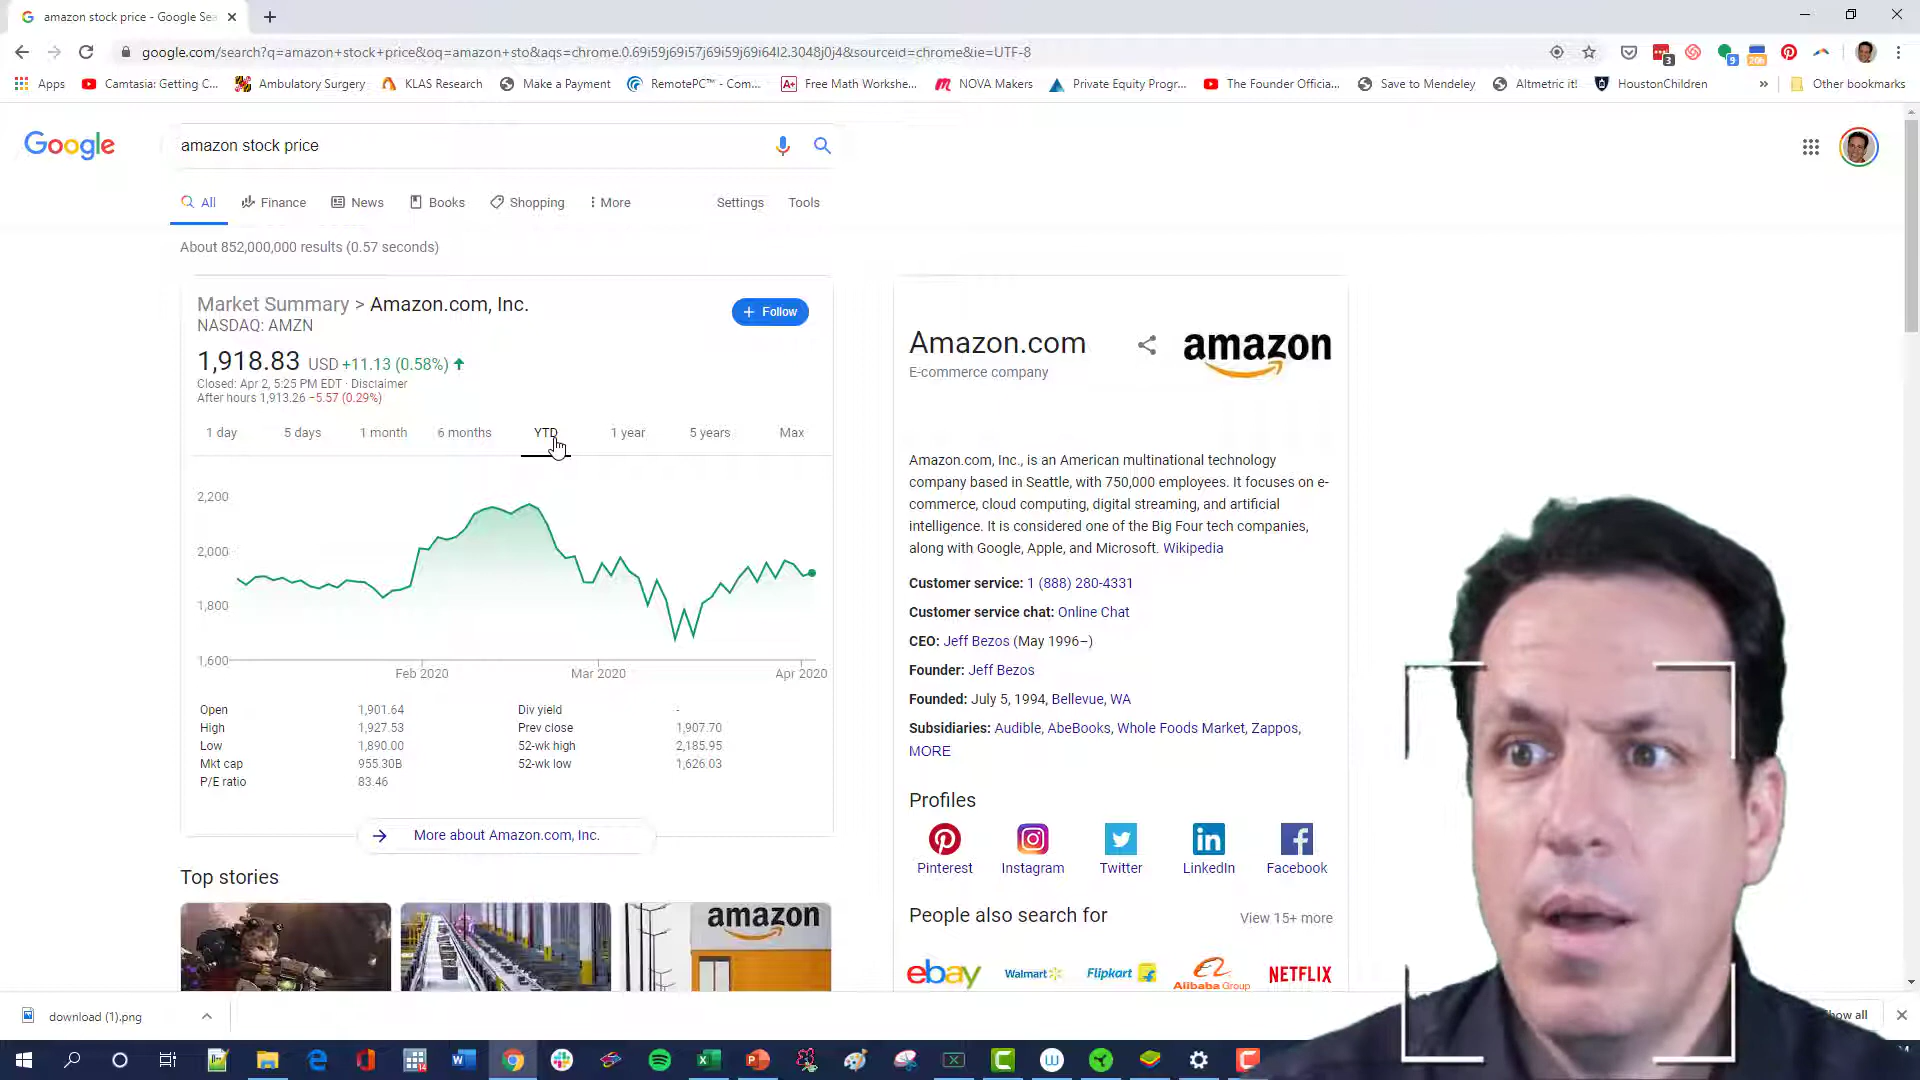 amazon stock price - Google Sea
google.com/search?q=amazon+stock+price&oq=amazon+sto&aqs=chrome.0.69i59j69i57j69i59j69i64l2.3048j0j4&sourceid=chrome&ie=UTF-8
3
9
Apps
Camtasia: Getting C...
Ambulatory Surgery
KLAS Research
Make a Payment
RemotePC™ - Com...
Free Math Workshe...
NOVA Makers
Private Equity Progr...
The Founder Officia...
Save to Mendeley
Altmetric it!
HoustonChildren
»
Other bookmarks
Google
amazon stock price
All
Finance
News
Books
Shopping
More
Settings
Tools
About 852,000,000 results (0.57 seconds)
Market Summary > Amazon.com, Inc.
NASDAQ: AMZN
+ Follow
1,918.83 USD +11.13 (0.58%)
Closed: Apr 2, 5:25 PM EDT · Disclaimer
After hours 1,913.26 −5.57 (0.29%)
1 day
5 days
1 month
6 months
YTD
1 year
5 years
Max
2,200
2,000
1,800
1,600
Feb 2020
Mar 2020
Apr 2020
Open 1,901.64
High 1,927.53
Low 1,890.00
Mkt cap 955.30B
P/E ratio 83.46
Div yield -
Prev close 1,907.70
52-wk high 2,185.95
52-wk low 1,626.03
More about Amazon.com, Inc.
Top stories
amazon
Amazon.com
E-commerce company
amazon
Amazon.com, Inc., is an American multinational technology
company based in Seattle, with 750,000 employees. It focuses on e-
commerce, cloud computing, digital streaming, and artificial
intelligence. It is considered one of the Big Four tech companies,
along with Google, Apple, and Microsoft. Wikipedia
Customer service: 1 (888) 280-4331
Customer service chat: Online Chat
CEO: Jeff Bezos (May 1996–)
Founder: Jeff Bezos
Founded: July 5, 1994, Bellevue, WA
Subsidiaries: Audible, AbeBooks, Whole Foods Market, Zappos,
MORE
Profiles
Pinterest
Instagram
Twitter
LinkedIn
Facebook
People also search for
View 15+ more
ebay
Walmart
Flipkart
Alibaba Group
NETFLIX
download (1).png
how all